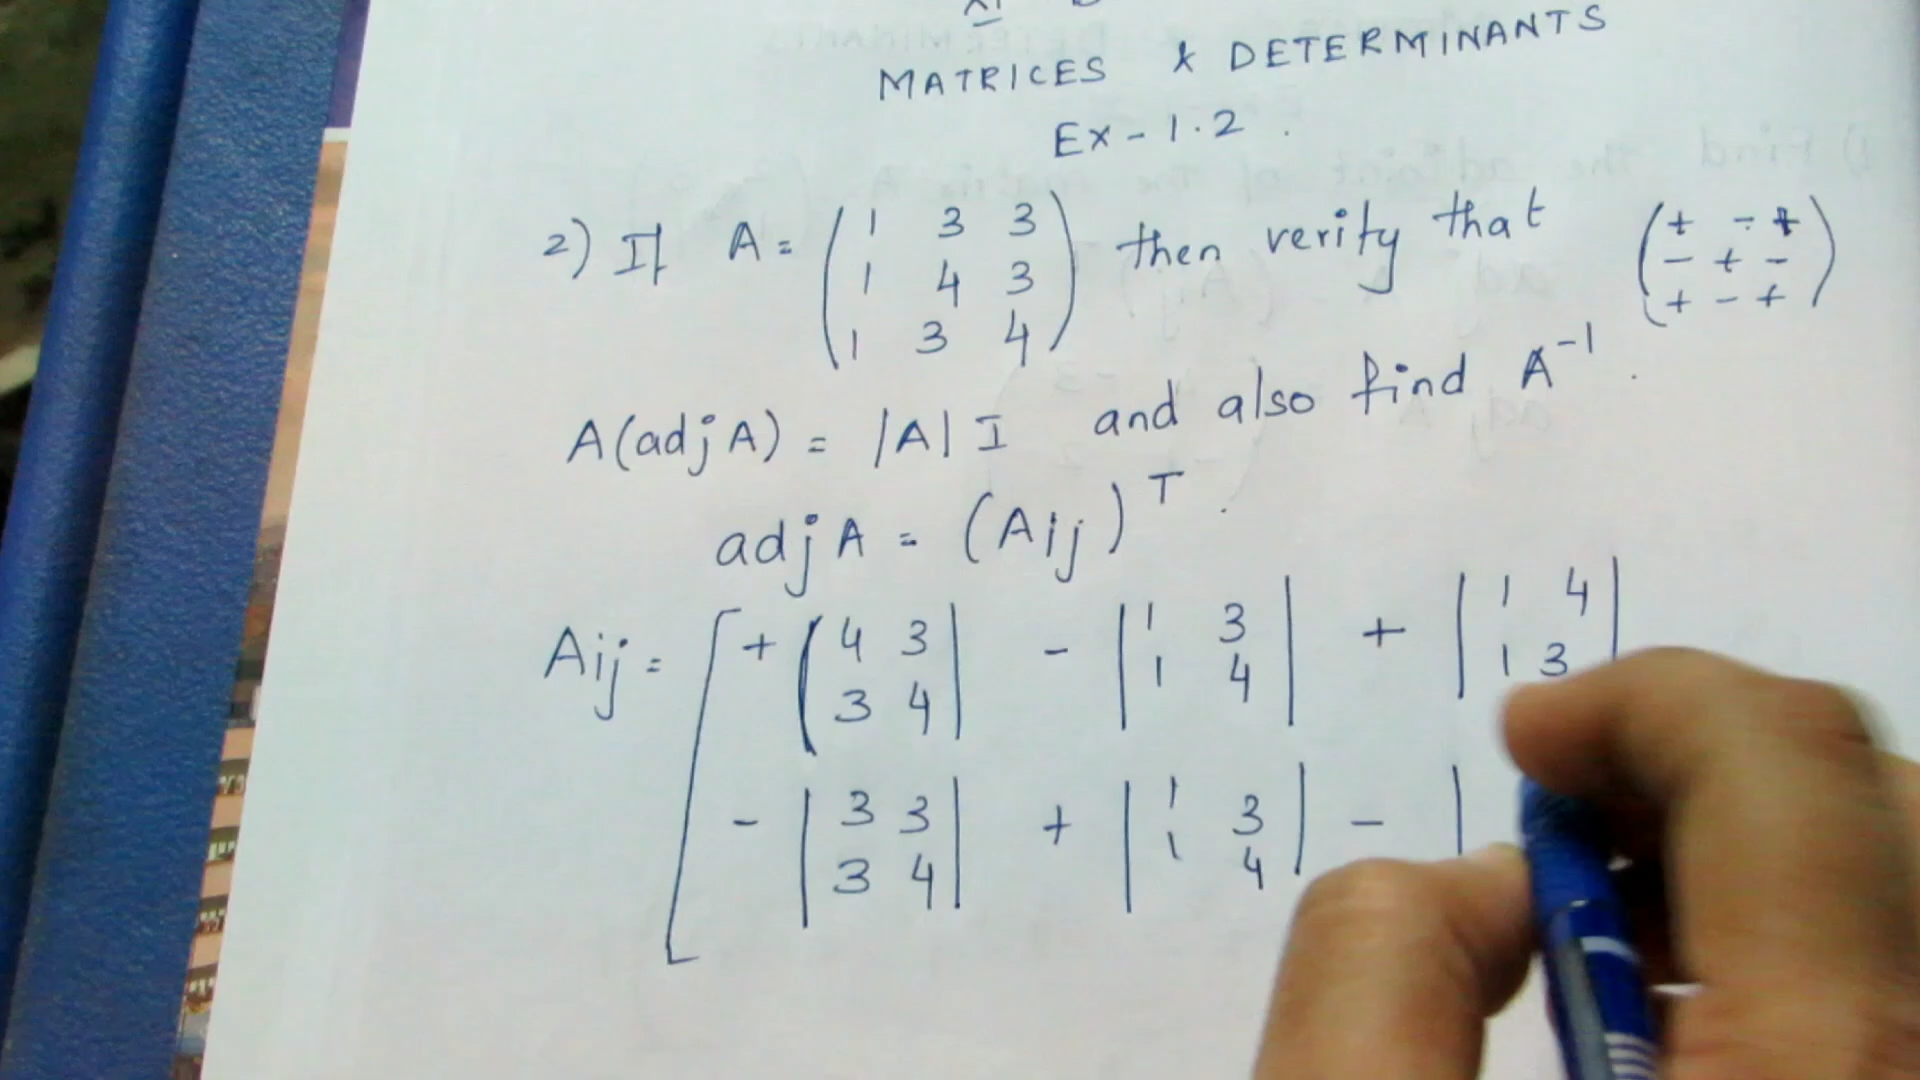 MATRICES & DETERMINANTS
Ex-1.2.
2) If A = (1 3 3 then verify that (+ - +
1 4 3 - + -
1 3 4) + - +)
A(adj A) = |A| I and also find A⁻¹.
adj A = (Aij)ᵀ.
Aij = [ + |4 3 - |1 3 + |1 4
3 4| 1 4| 1 3|
- |3 3 + |1 3 - |
3 4| 1 4|